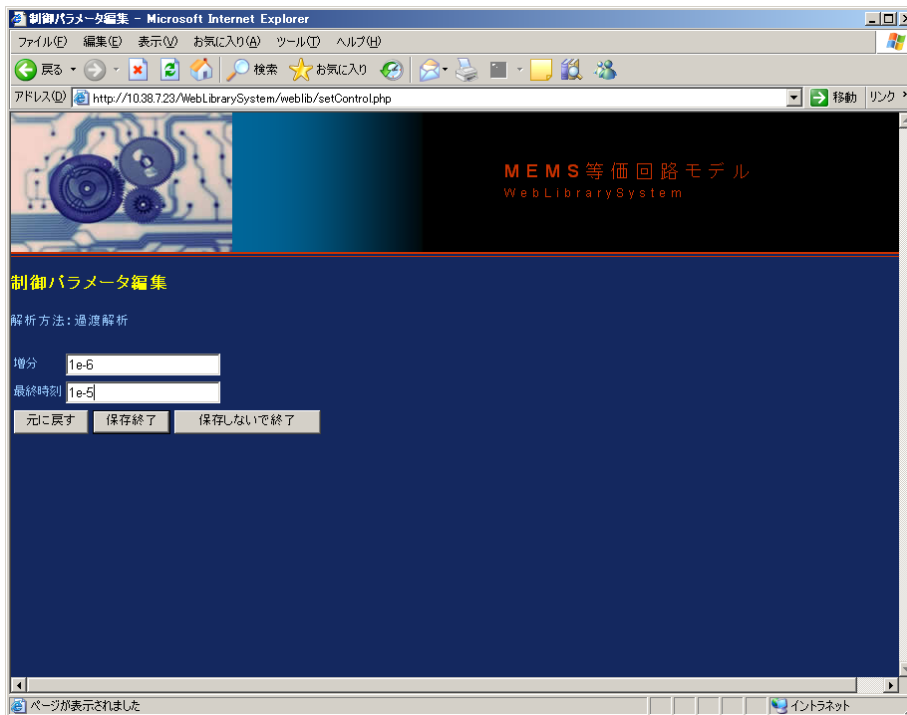 制御パラメータ編集 - Microsoft Internet Explorer
ファイル(F) 編集(E) 表示(V) お気に入り(A) ツール(T) ヘルプ(H)
戻る 検索 お気に入り
アドレス(D) http://10.38.7.23/WebLibrarySystem/weblib/setControl.php 移動 リンク
MEMS等価回路モデル
WebLibrarySystem
制御パラメータ編集
解析方法:過渡解析
増分 1e-6
最終時刻 1e-5
元に戻す 保存終了 保存しないで終了
ページが表示されました イントラネット